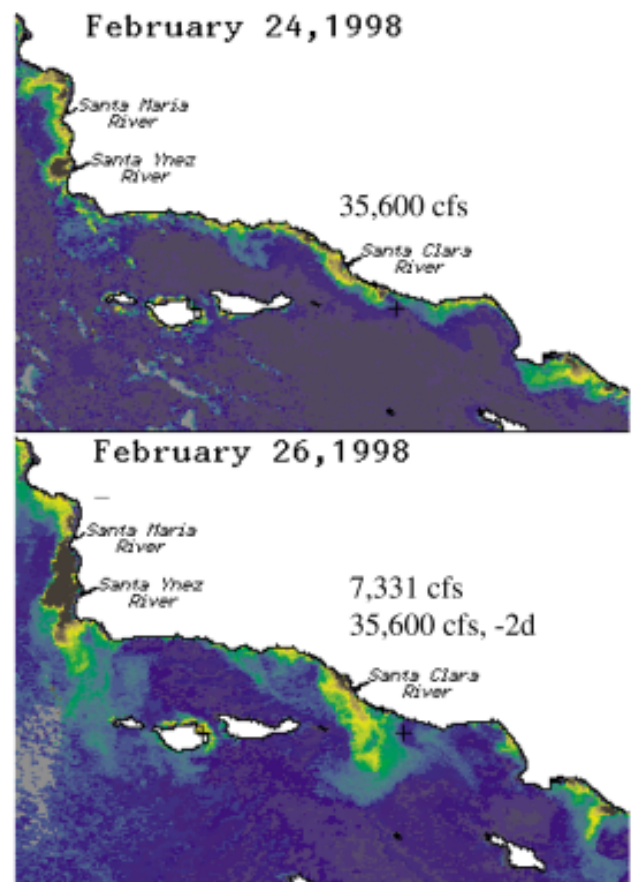 February 24,1998
Santa Maria
River
Santa Ynez
River
35,600 cfs
Santa Clara
River
February 26,1998
Santa Maria
River
Santa Ynez
River
7,331 cfs
35,600 cfs, -2d
Santa Clara
River